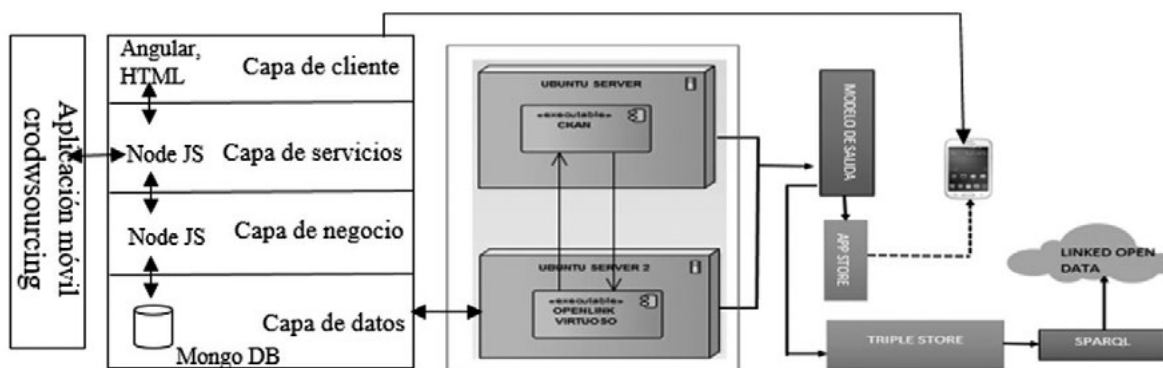 Aplicación móvil
crodwsourcing
Angular,
HTML
Capa de cliente
Node JS
Capa de servicios
Node JS
Capa de negocio
Capa de datos
Mongo DB
UBUNTU SERVER
«executable»
CKAN
UBUNTU SERVER 2
«executable»
OPENLINK
VIRTUOSO
MODELO DE SALIDA
APP STORE
LINKED OPEN
DATA
TRIPLE STORE
SPARQL